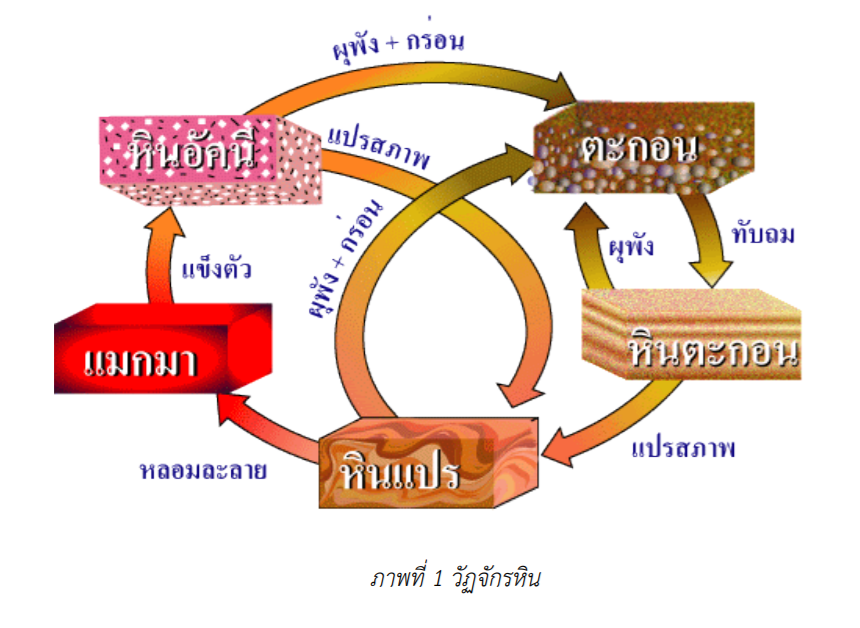 ผุพัง + กร่อน
หินอัคนี
แปรสภาพ
ตะกอน
ผุพัง + กร่อน
ผุพัง
ทับถม
แข็งตัว
แมกมา
หินตะกอน
หลอมละลาย
หินแปร
แปรสภาพ
ภาพที่ 1 วัฏจักรหิน